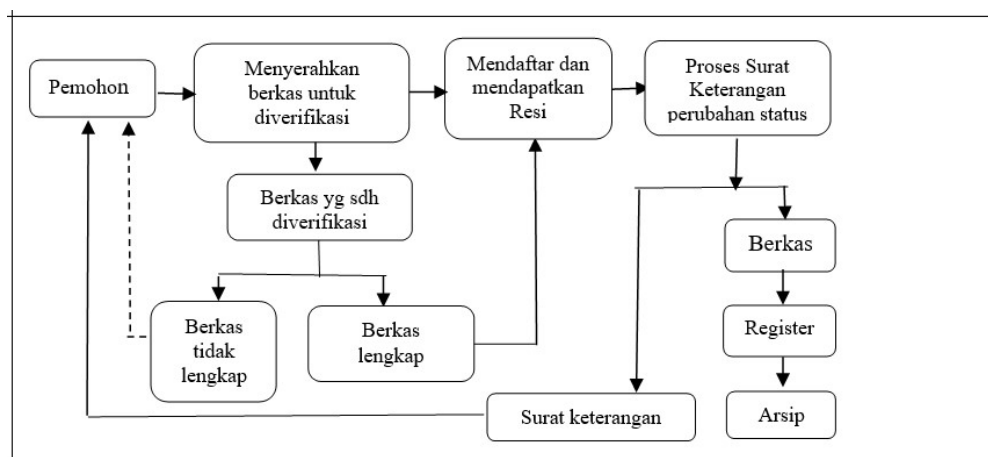 Pemohon
Menyerahkan
berkas untuk
diverifikasi
Mendaftar dan
mendapatkan
Resi
Proses Surat
Keterangan
perubahan status
Berkas yg sdh
diverifikasi
Berkas
Berkas
tidak
lengkap
Berkas
lengkap
Register
Surat keterangan
Arsip